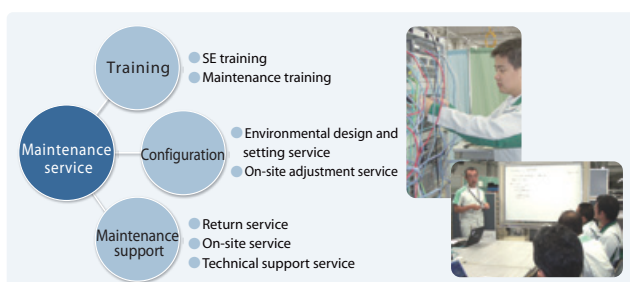 Training
SE training
Maintenance training
Maintenance
service
Configuration
Environmental design and
setting service
On-site adjustment service
Maintenance
support
Return service
On-site service
Technical support service